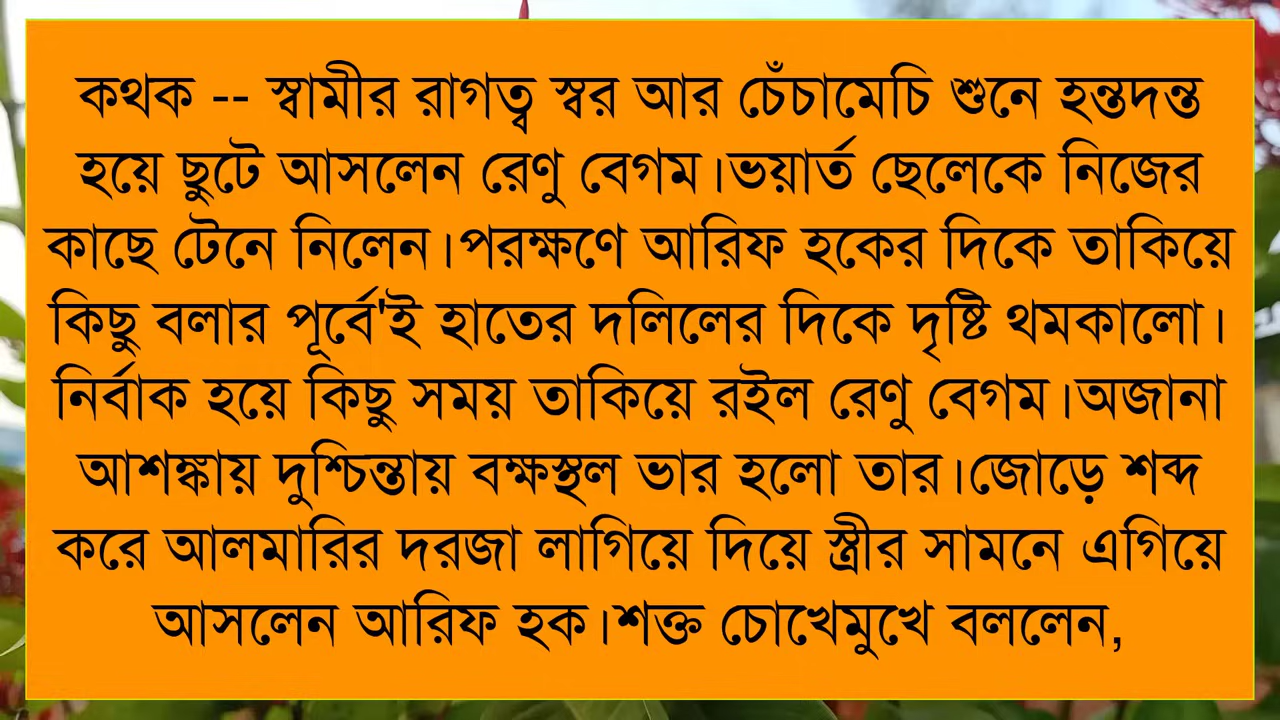 কথক -- স্বামীর রাগত্ব স্বর আর চেঁচামেচি শুনে হন্তদন্ত
হয়ে ছুটে আসলেন রেণু বেগম।ভয়ার্ত ছেলেকে নিজের
কাছে টেনে নিলেন।পরক্ষণে আরিফ হকের দিকে তাকিয়ে
কিছু বলার পূর্বে'ই হাতের দলিলের দিকে দৃষ্টি থমকালো।
নির্বাক হয়ে কিছু সময় তাকিয়ে রইল রেণু বেগম।অজানা
আশঙ্কায় দুশ্চিন্তায় বক্ষস্থল ভার হলো তার।জোড়ে শব্দ
করে আলমারির দরজা লাগিয়ে দিয়ে স্ত্রীর সামনে এগিয়ে
আসলেন আরিফ হক।শক্ত চোখেমুখে বললেন,